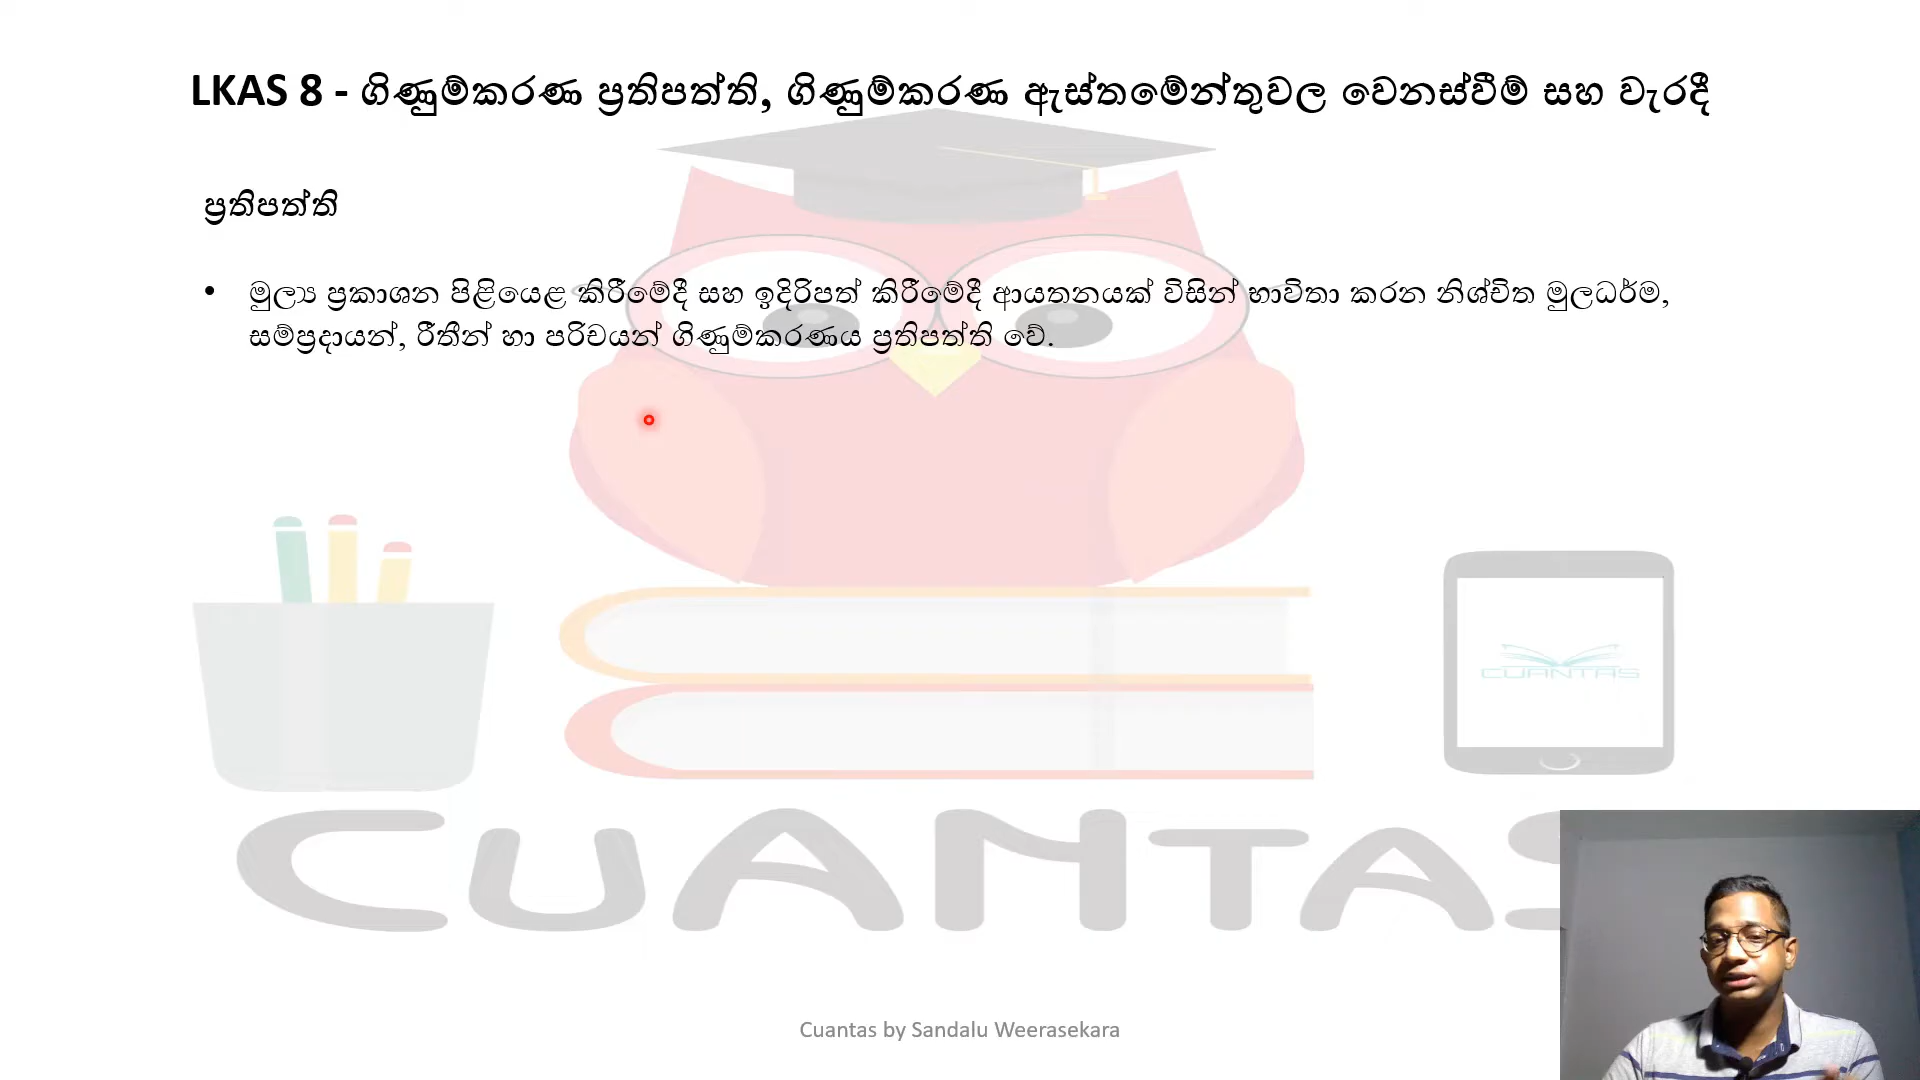 LKAS 8 - ගිණුම්කරණ ප්‍රතිපත්ති, ගිණුම්කරණ ඇස්තමේන්තුවල වෙනස්වීම් සහ වැරදී
ප්‍රතිපත්ති
• මුල්‍ය ප්‍රකාශන පිළියෙළ කිරීමේදී සහ ඉදිරිපත් කිරීමේදී ආයතනයක් විසින් භාවිතා කරන නිශ්චිත මුලධර්ම,
සම්ප්‍රදායන්, රීතීන් හා පරිචයන් ගිණුම්කරණය ප්‍රතිපත්ති වේ.
CUANTAS
CUANTAS
Cuantas by Sandalu Weerasekara